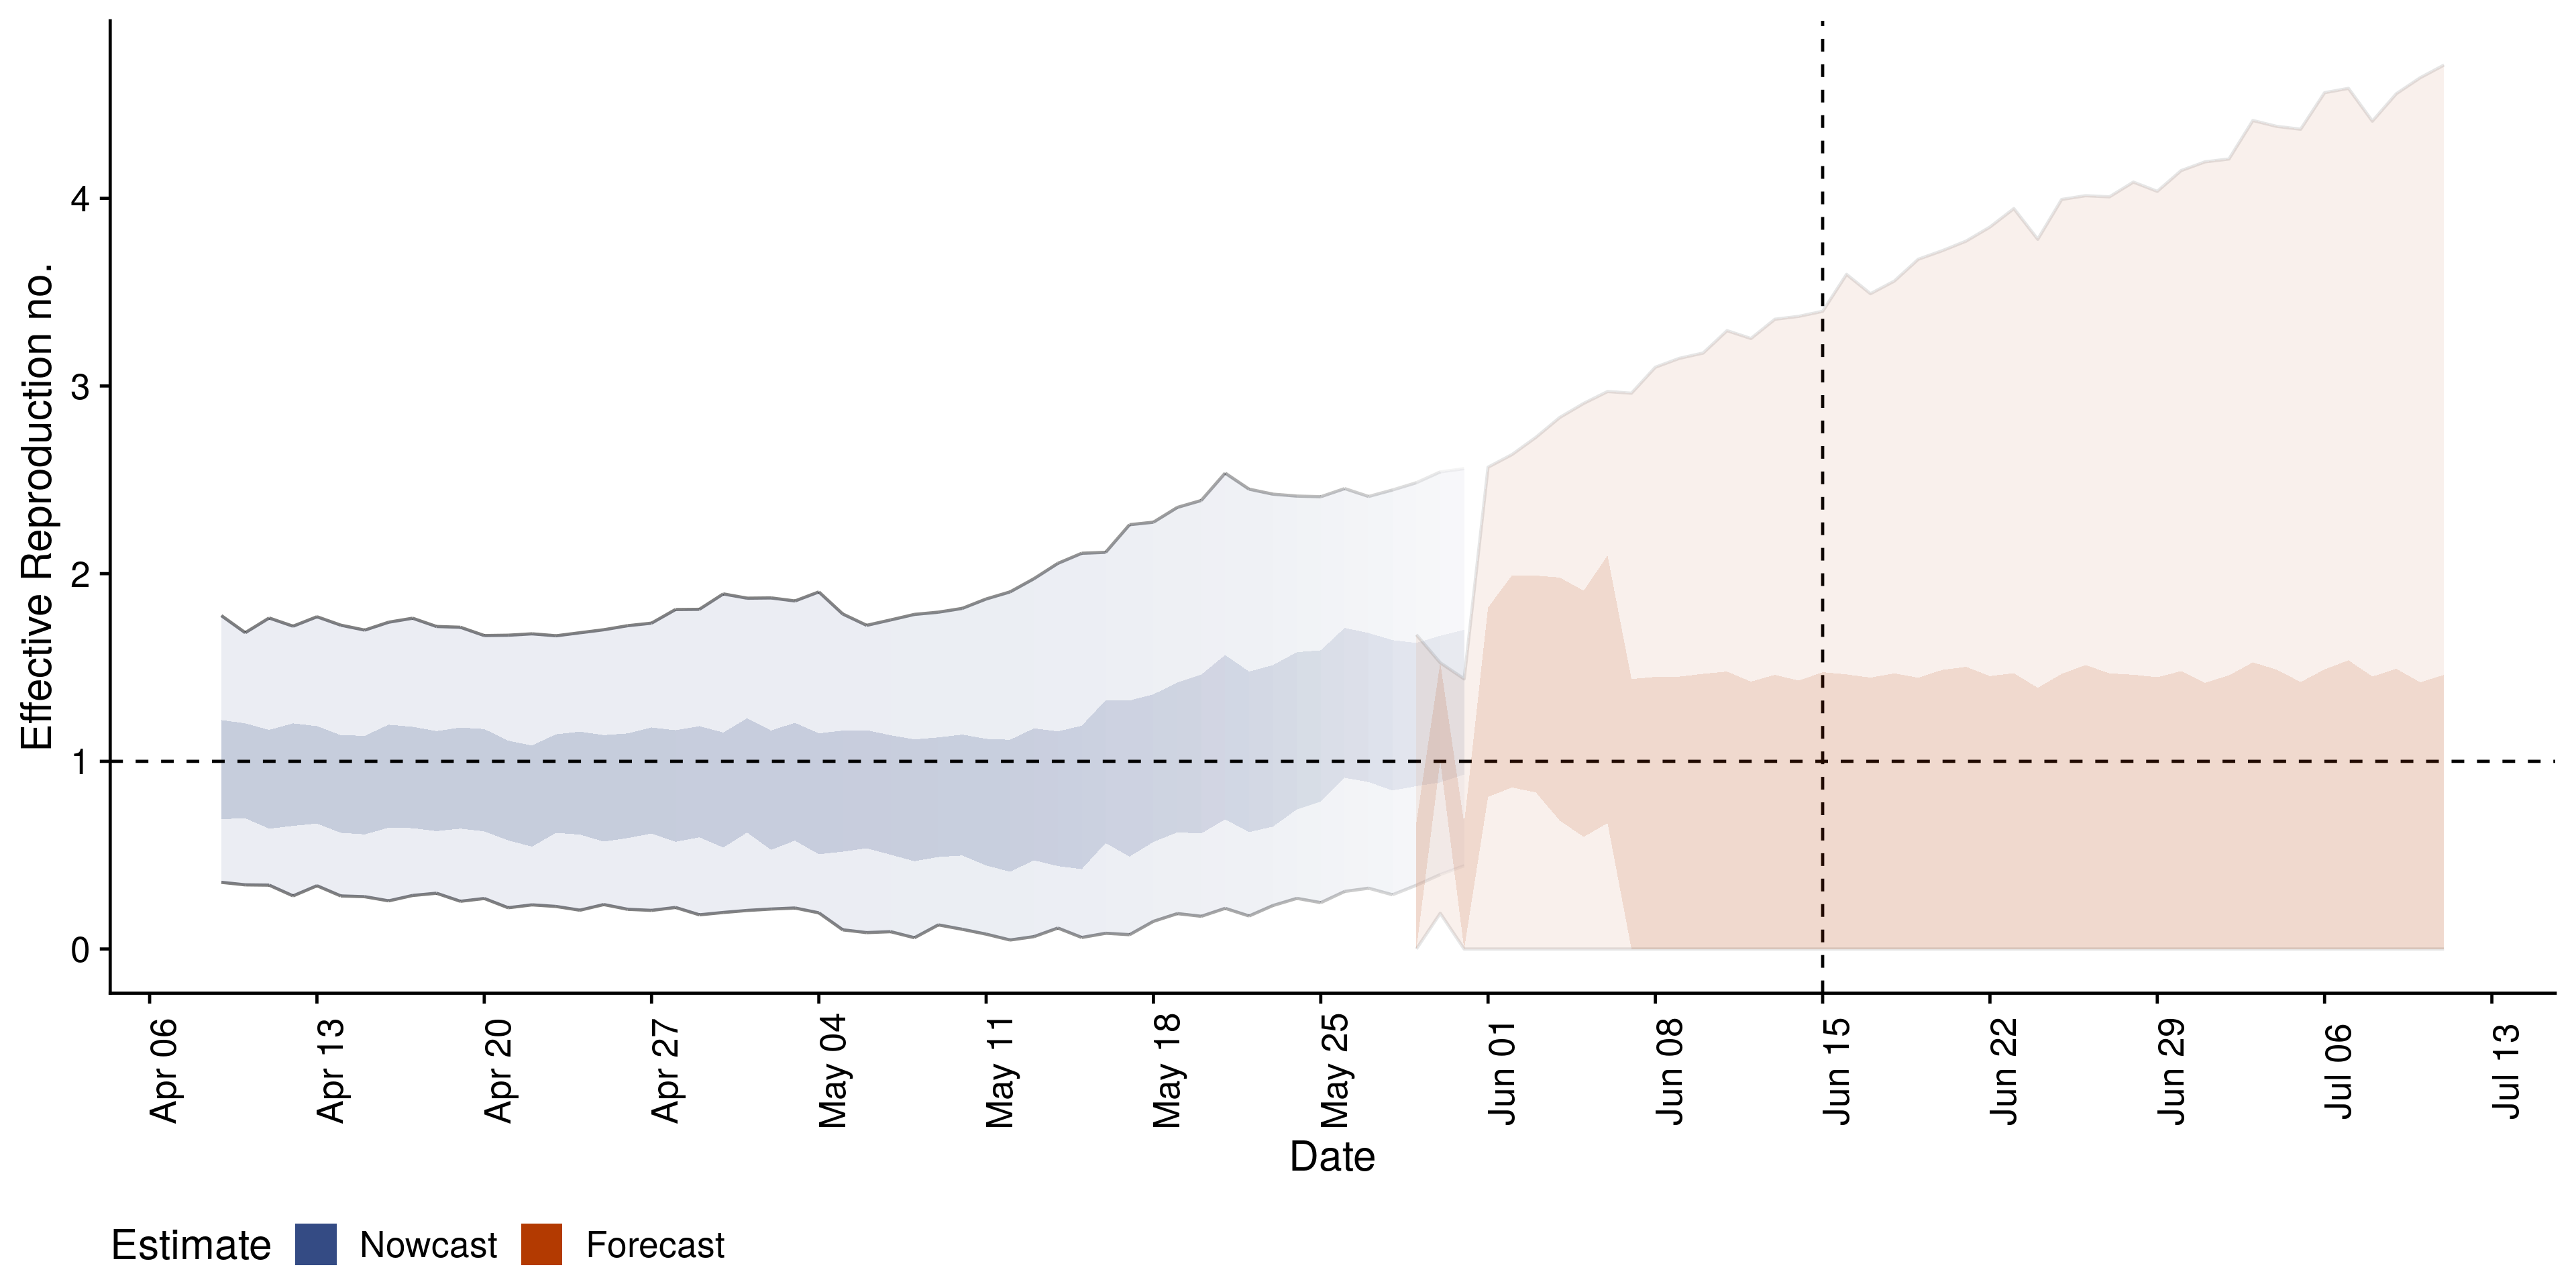 Effective Reproduction no.
4
3
2
1
0
Apr 06
Apr 13
Apr 20
Apr 27
May 04
May 11
May 18
May 25
Jun 01
Jun 08
Jun 15
Jun 22
Jun 29
Jul 06
Jul 13
Date
Estimate Nowcast Forecast